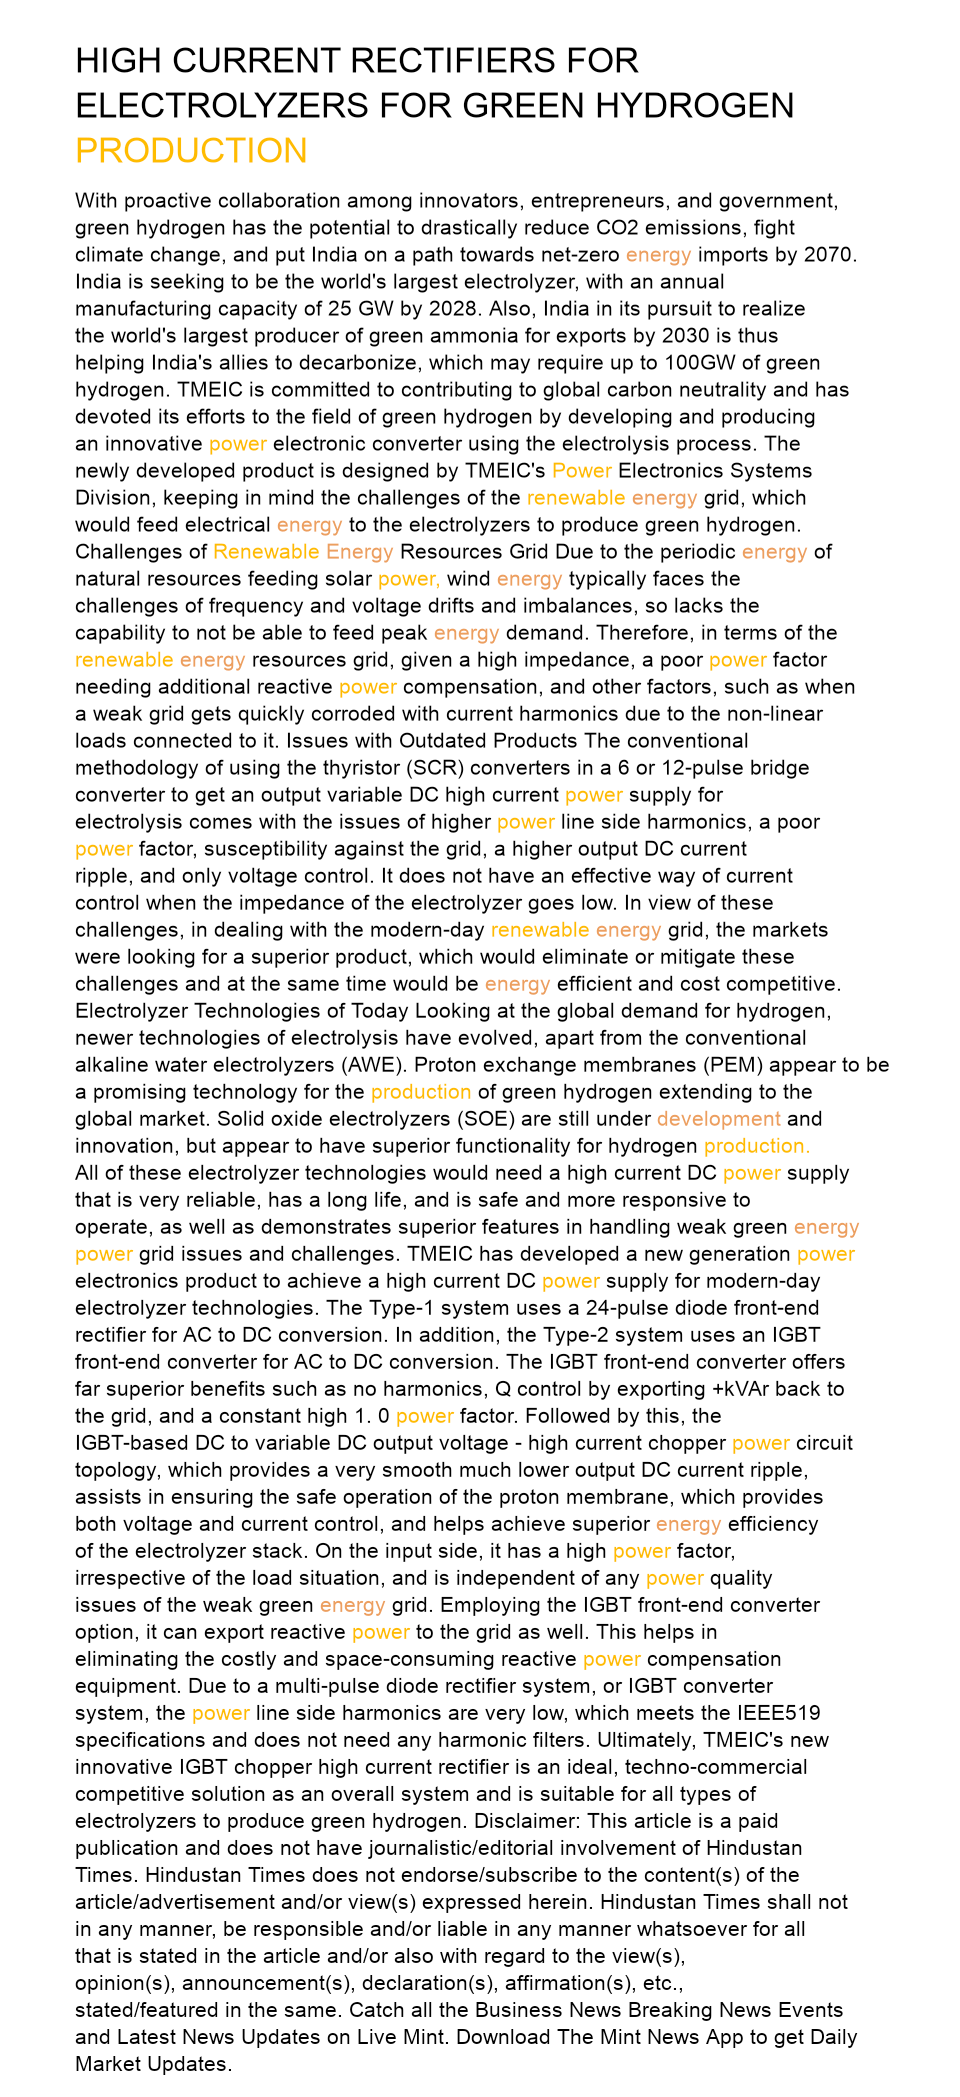 HIGH CURRENT RECTIFIERS FOR
ELECTROLYZERS FOR GREEN HYDROGEN
PRODUCTION
With proactive collaboration among innovators, entrepreneurs, and government,
green hydrogen has the potential to drastically reduce CO2 emissions, fight
climate change, and put India on a path towards net-zero energy imports by 2070.
India is seeking to be the world's largest electrolyzer, with an annual
manufacturing capacity of 25 GW by 2028. Also, India in its pursuit to realize
the world's largest producer of green ammonia for exports by 2030 is thus
helping India's allies to decarbonize, which may require up to 100GW of green
hydrogen. TMEIC is committed to contributing to global carbon neutrality and has
devoted its efforts to the field of green hydrogen by developing and producing
an innovative power electronic converter using the electrolysis process. The
newly developed product is designed by TMEIC's Power Electronics Systems
Division, keeping in mind the challenges of the renewable energy grid, which
would feed electrical energy to the electrolyzers to produce green hydrogen.
Challenges of Renewable Energy Resources Grid Due to the periodic energy of
natural resources feeding solar power, wind energy typically faces the
challenges of frequency and voltage drifts and imbalances, so lacks the
capability to not be able to feed peak energy demand. Therefore, in terms of the
renewable energy resources grid, given a high impedance, a poor power factor
needing additional reactive power compensation, and other factors, such as when
a weak grid gets quickly corroded with current harmonics due to the non-linear
loads connected to it. Issues with Outdated Products The conventional
methodology of using the thyristor (SCR) converters in a 6 or 12-pulse bridge
converter to get an output variable DC high current power supply for
electrolysis comes with the issues of higher power line side harmonics, a poor
power factor, susceptibility against the grid, a higher output DC current
ripple, and only voltage control. It does not have an effective way of current
control when the impedance of the electrolyzer goes low. In view of these
challenges, in dealing with the modern-day renewable energy grid, the markets
were looking for a superior product, which would eliminate or mitigate these
challenges and at the same time would be energy efficient and cost competitive.
Electrolyzer Technologies of Today Looking at the global demand for hydrogen,
newer technologies of electrolysis have evolved, apart from the conventional
alkaline water electrolyzers (AWE). Proton exchange membranes (PEM) appear to be
a promising technology for the production of green hydrogen extending to the
global market. Solid oxide electrolyzers (SOE) are still under development and
innovation, but appear to have superior functionality for hydrogen production.
All of these electrolyzer technologies would need a high current DC power supply
that is very reliable, has a long life, and is safe and more responsive to
operate, as well as demonstrates superior features in handling weak green energy
power grid issues and challenges. TMEIC has developed a new generation power
electronics product to achieve a high current DC power supply for modern-day
electrolyzer technologies. The Type-1 system uses a 24-pulse diode front-end
rectifier for AC to DC conversion. In addition, the Type-2 system uses an IGBT
front-end converter for AC to DC conversion. The IGBT front-end converter offers
far superior benefits such as no harmonics, Q control by exporting +kVAr back to
the grid, and a constant high 1. 0 power factor. Followed by this, the
IGBT-based DC to variable DC output voltage - high current chopper power circuit
topology, which provides a very smooth much lower output DC current ripple,
assists in ensuring the safe operation of the proton membrane, which provides
both voltage and current control, and helps achieve superior energy efficiency
of the electrolyzer stack. On the input side, it has a high power factor,
irrespective of the load situation, and is independent of any power quality
issues of the weak green energy grid. Employing the IGBT front-end converter
option, it can export reactive power to the grid as well. This helps in
eliminating the costly and space-consuming reactive power compensation
equipment. Due to a multi-pulse diode rectifier system, or IGBT converter
system, the power line side harmonics are very low, which meets the IEEE519
specifications and does not need any harmonic filters. Ultimately, TMEIC's new
innovative IGBT chopper high current rectifier is an ideal, techno-commercial
competitive solution as an overall system and is suitable for all types of
electrolyzers to produce green hydrogen. Disclaimer: This article is a paid
publication and does not have journalistic/editorial involvement of Hindustan
Times. Hindustan Times does not endorse/subscribe to the content(s) of the
article/advertisement and/or view(s) expressed herein. Hindustan Times shall not
in any manner, be responsible and/or liable in any manner whatsoever for all
that is stated in the article and/or also with regard to the view(s),
opinion(s), announcement(s), declaration(s), affirmation(s), etc.,
stated/featured in the same. Catch all the Business News Breaking News Events
and Latest News Updates on Live Mint. Download The Mint News App to get Daily
Market Updates.